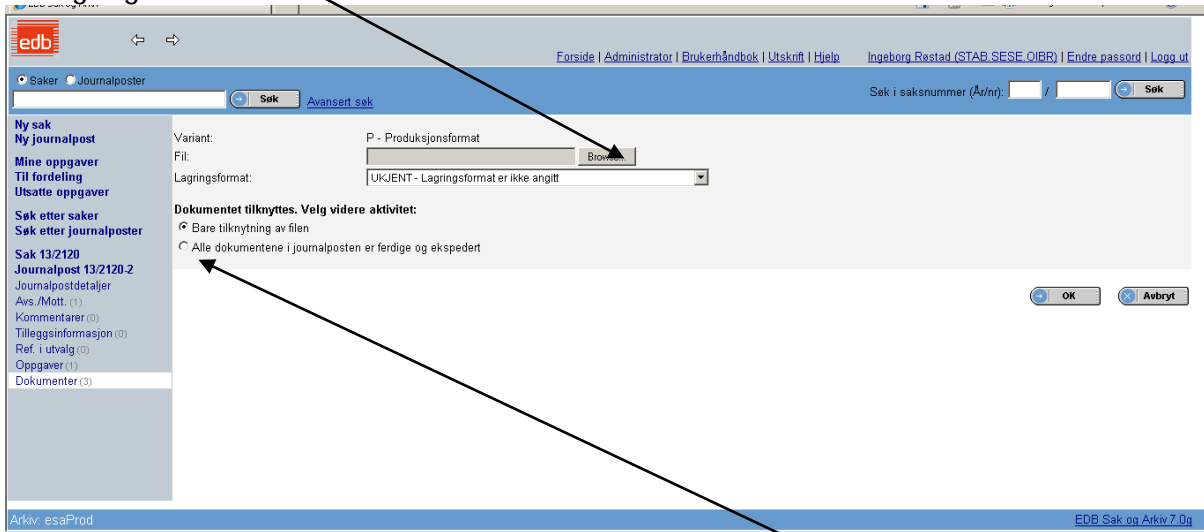 edb
Forside | Administrator | Brukerhåndbok | Utskrift | Hjelp Ingeborg Røstad (STAB.SESE.OIBR) | Endre passord | Logg ut
Saker Journalposter
Søk Avansert søk Søk i saksnummer (År/nr): / Søk
Ny sak
Ny journalpost
Mine oppgaver
Til fordeling
Utsatte oppgaver
Søk etter saker
Søk etter journalposter
Sak 13/2120
Journalpost 13/2120-2
Journalpostdetaljer
Avs./Mott. (1)
Kommentarer (0)
Tilleggsinformasjon (0)
Ref. i utvalg (0)
Oppgaver (1)
Dokumenter (3)
Variant: P - Produksjonsformat
Fil:
Lagringsformat: UKJENT - Lagringsformat er ikke angitt
Dokumentet tilknyttes. Velg videre aktivitet:
Bare tilknytning av filen
Alle dokumentene i journalposten er ferdige og ekspedert
OK Avbryt
Arkiv: esaProd EDB Sak og Arkiv 7.0g